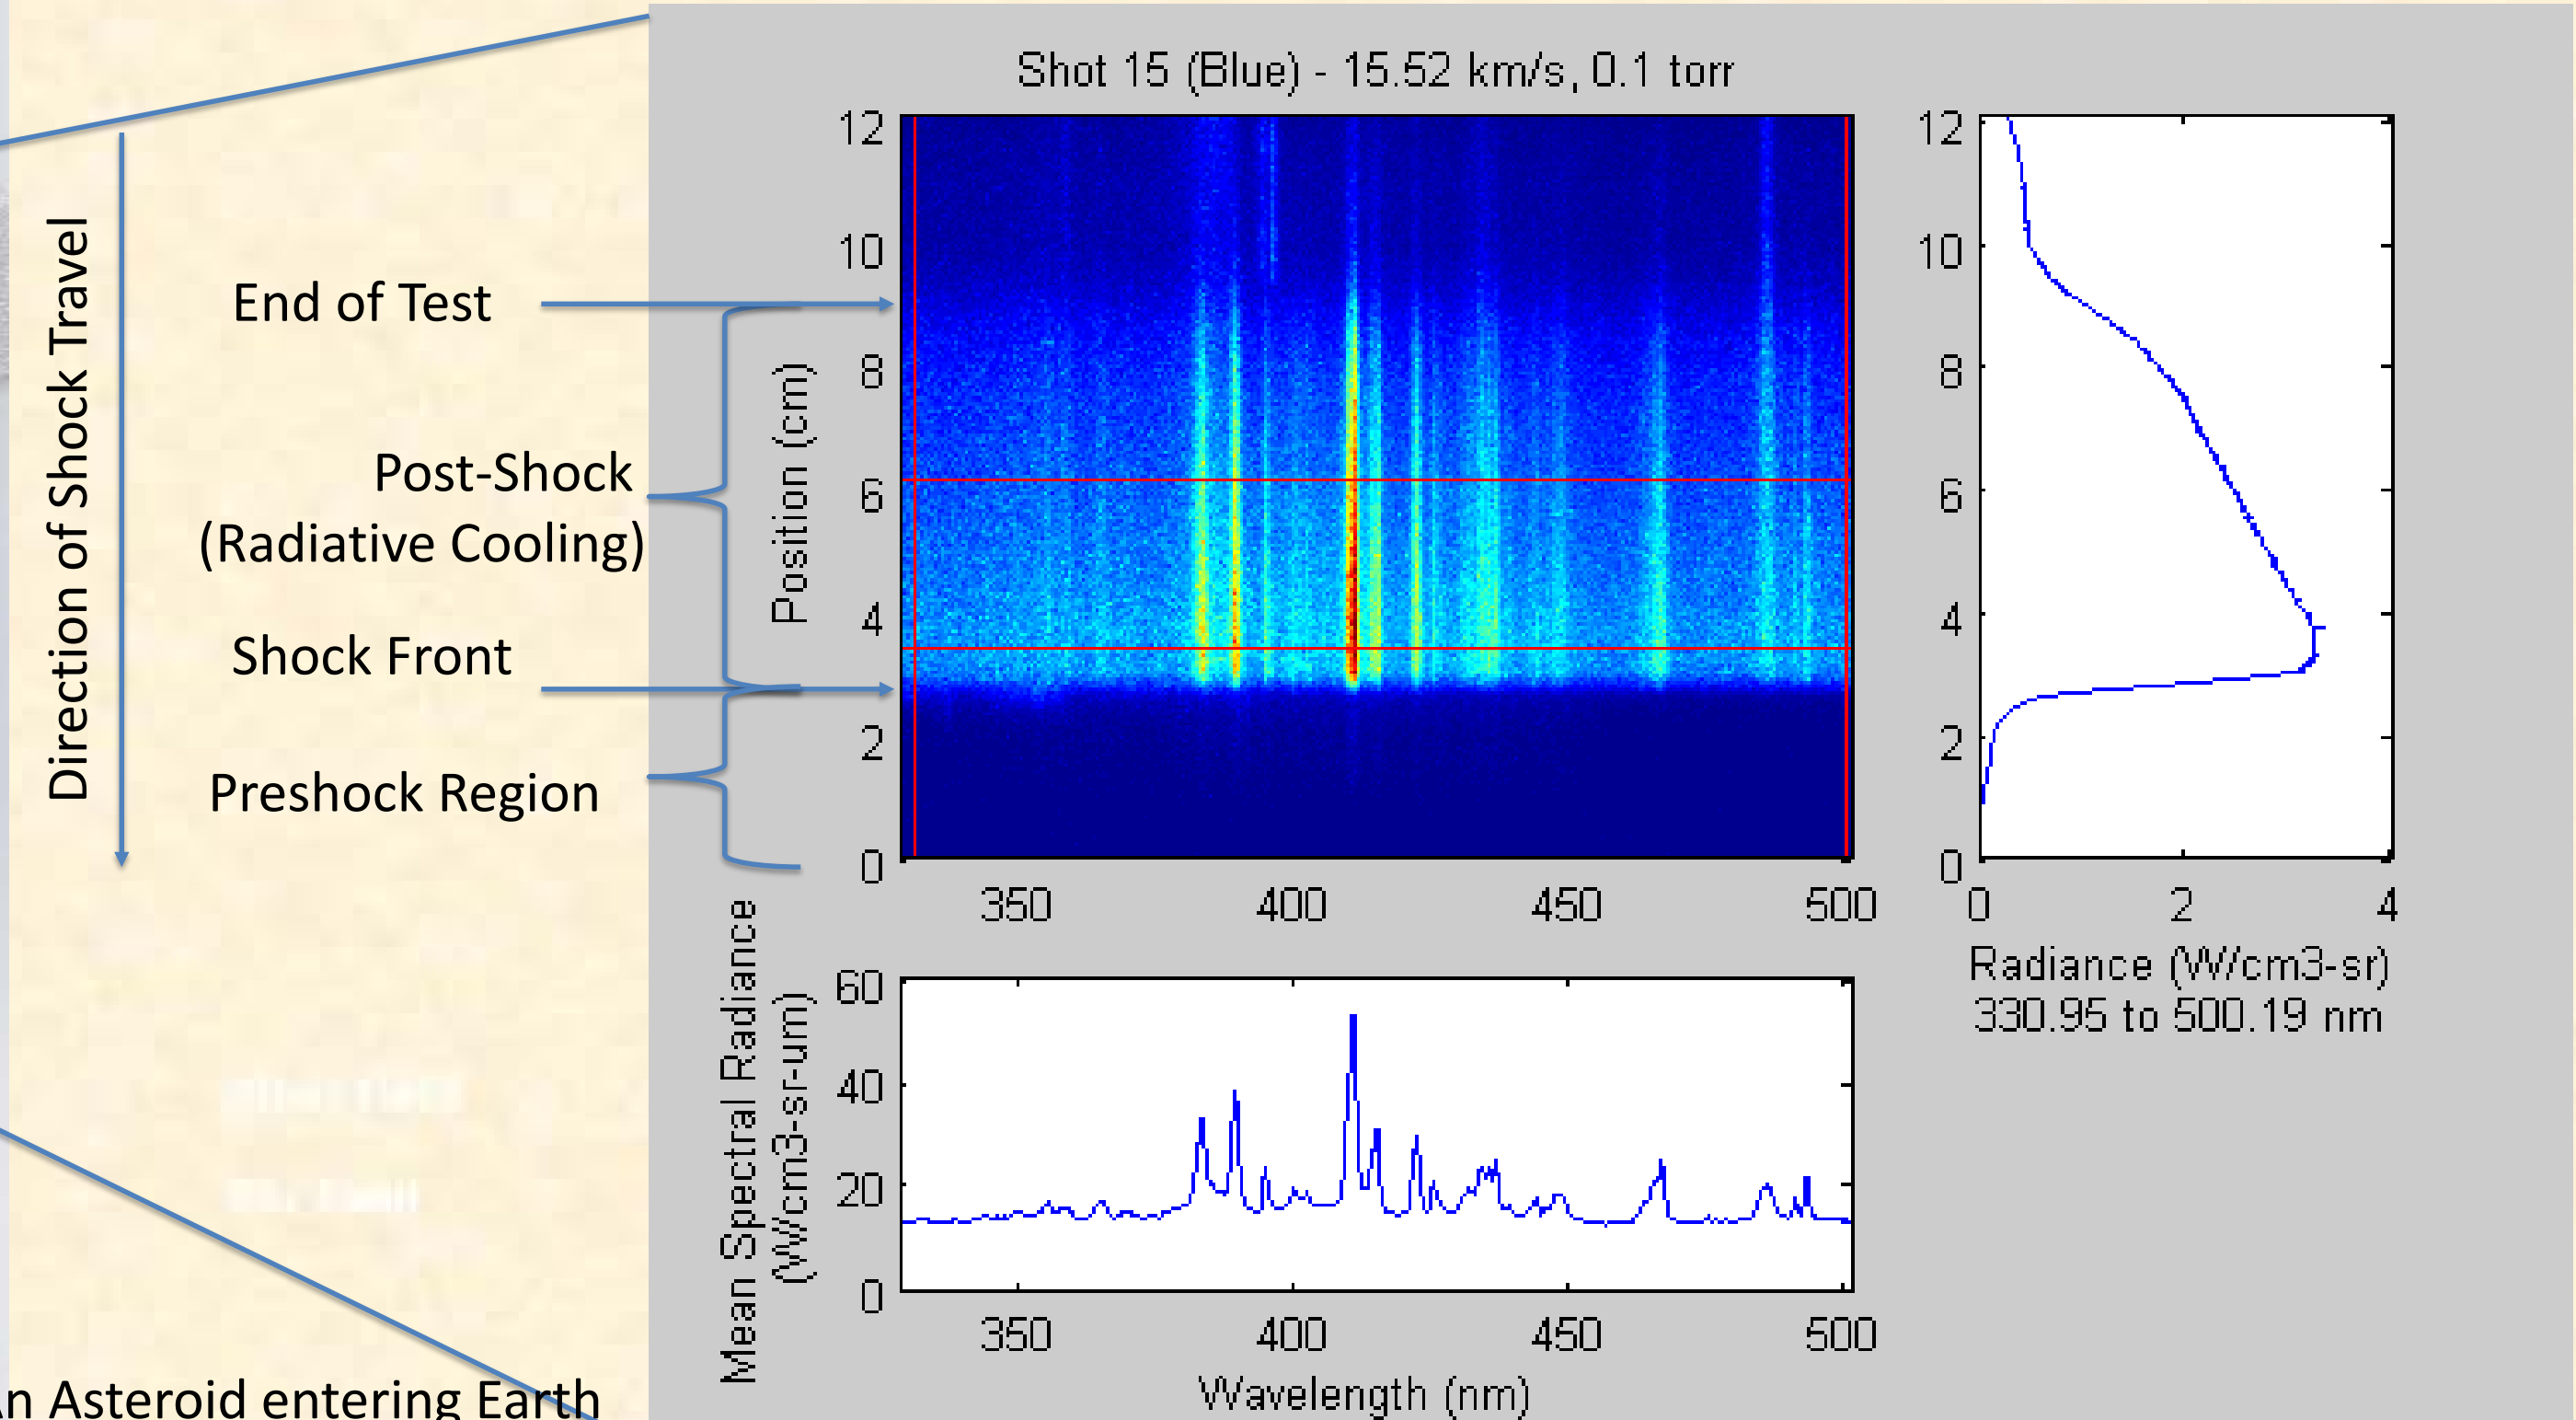 Shot 15 (Blue) - 15.52 km/s, 0.1 torr
Direction of Shock Travel
End of Test
Post-Shock
(Radiative Cooling)
Shock Front
Preshock Region
Position (cm)
12
10
8
6
4
2
0
350
400
450
500
12
10
8
6
4
2
0
0
2
4
Radiance (W/cm3-sr)
330.95 to 500.19 nm
Mean Spectral Radiance
(W/cm3-sr-um)
60
40
20
0
350
400
450
500
Wavelength (nm)
Asteroid entering Earth